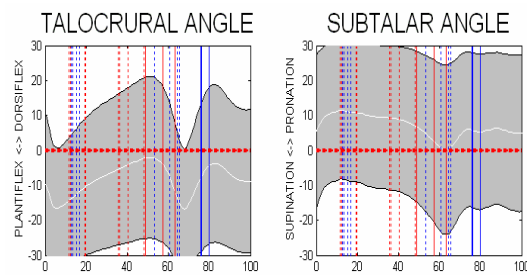 TALOCRURAL ANGLE
PLANTIFLEX <-> DORSIFLEX
30
20
10
0
-10
-20
-30
0 20 40 60 80 100
SUBTALAR ANGLE
SUPINATION <-> PRONATION
30
20
10
0
-10
-20
-30
0 20 40 60 80 100